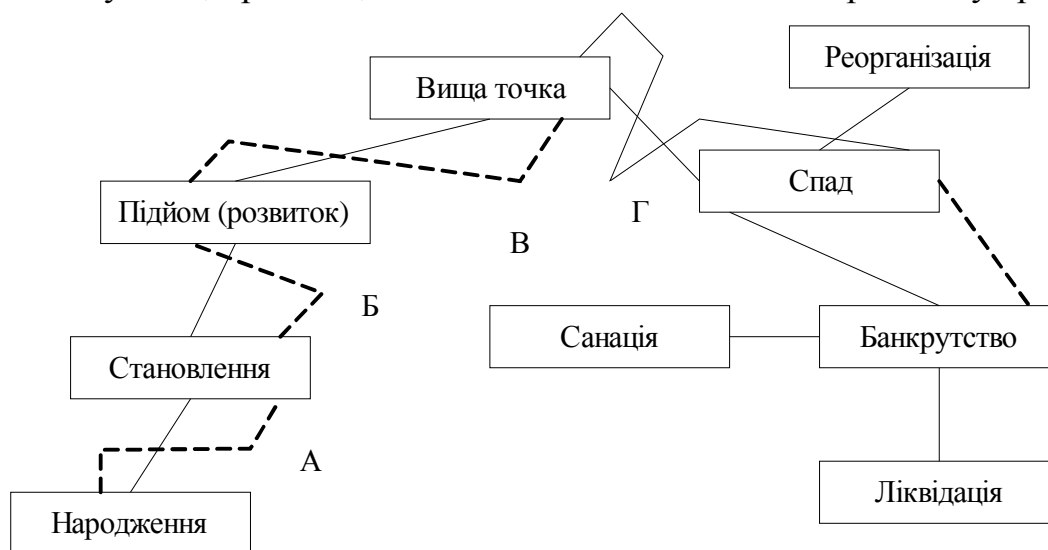 Реорганізація
Вища точка
Спад
Підйом (розвиток)
Г
В
Б
Санація
Банкрутство
Становлення
А
Ліквідація
Народження